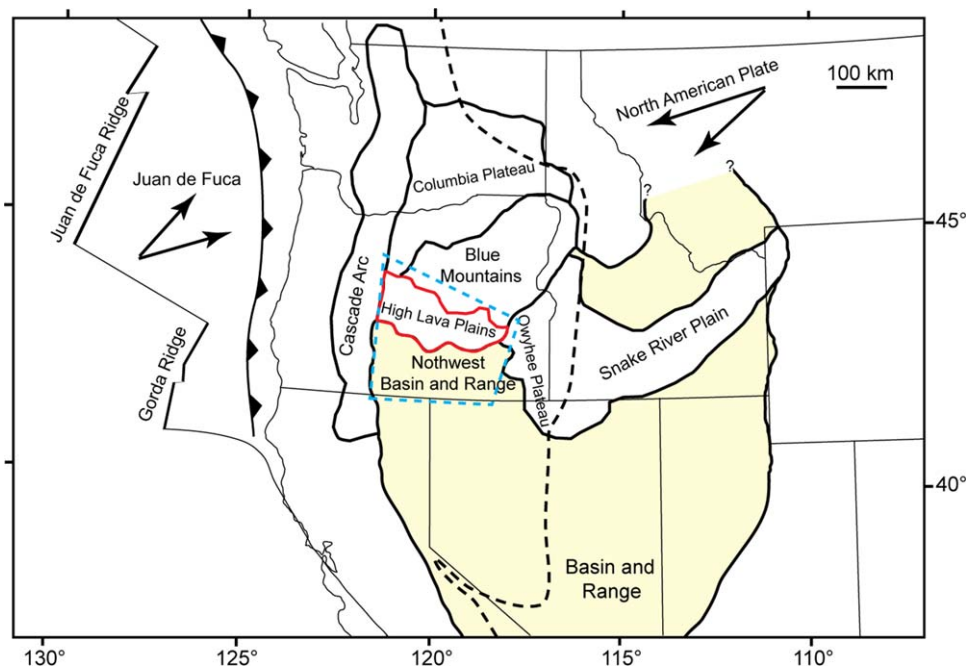 100 km
North American Plate
Juan de Fuca Ridge
Juan de Fuca
Columbia Plateau
?
?
45°
Blue
Mountains
Cascade Arc
High Lava Plains
Owyhee Plateau
Snake River Plain
Gorda Ridge
Nothwest
Basin and Range
40°
Basin and
Range
130°
125°
120°
115°
110°